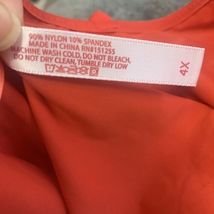 90% NYLON 10% SPANDEX
MADE IN CHINA RN#151255
MACHINE WASH COLD, DO NOT BLEACH,
DO NOT DRY CLEAN, TUMBLE DRY LOW
4X